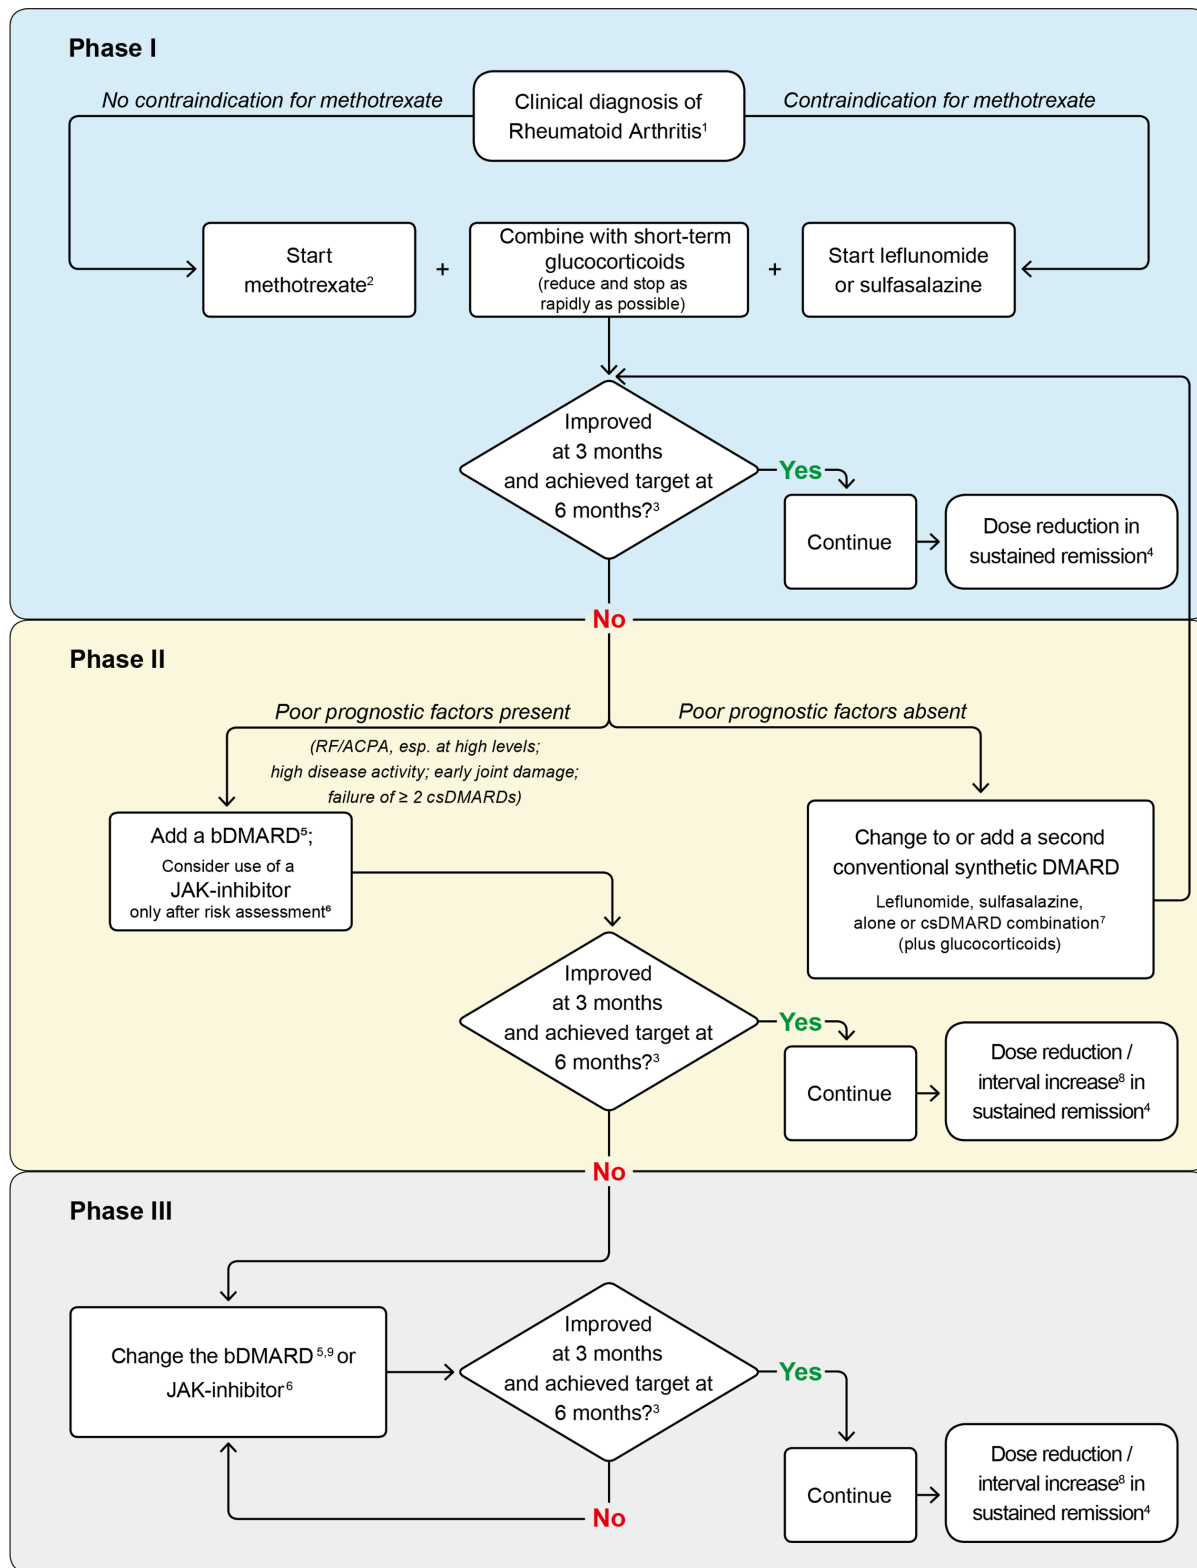 Phase I
No contraindication for methotrexate
Clinical diagnosis of
Rheumatoid Arthritis¹
Contraindication for methotrexate
Start
methotrexate²
+
Combine with short-term
glucocorticoids
(reduce and stop as
rapidly as possible)
+
Start leflunomide
or sulfasalazine
Improved
at 3 months
and achieved target at
6 months?³
Yes
Continue
Dose reduction in
sustained remission⁴
No
Phase II
Poor prognostic factors present
(RF/ACPA, esp. at high levels;
high disease activity; early joint damage;
failure of ≥ 2 csDMARDs)
Poor prognostic factors absent
Add a bDMARD⁵;
Consider use of a
JAK-inhibitor
only after risk assessment⁶
Change to or add a second
conventional synthetic DMARD
Leflunomide, sulfasalazine,
alone or csDMARD combination⁷
(plus glucocorticoids)
Improved
at 3 months
and achieved target at
6 months?³
Yes
Continue
Dose reduction /
interval increase⁸ in
sustained remission⁴
No
Phase III
Change the bDMARD⁵,⁹ or
JAK-inhibitor⁶
Improved
at 3 months
and achieved target at
6 months?³
Yes
Continue
Dose reduction /
interval increase⁸ in
sustained remission⁴
No